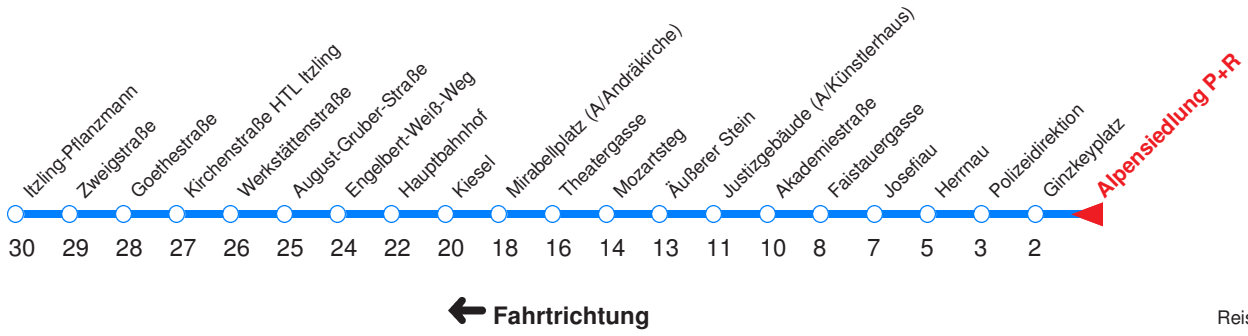 Itzling-Pflanzmann
Zweigstraße
Goethestraße
Kirchenstraße HTL Itzling
Werkstättenstraße
August-Gruber-Straße
Engelbert-Weiß-Weg
Hauptbahnhof
Kiesel
Mirabellplatz (A/Andräkirche)
Theatergasse
Mozartsteg
Äußerer Stein
Justizgebäude (A/Künstlerhaus)
Akademiestraße
Faistauergasse
Josefiau
Herrnau
Polizeidirektion
Ginzkeyplatz
Alpensiedlung P+R
30 29 28 27 26 25 24 22 20 18 16 14 13 11 10 8 7 5 3 2
Fahrtrichtung
Reis